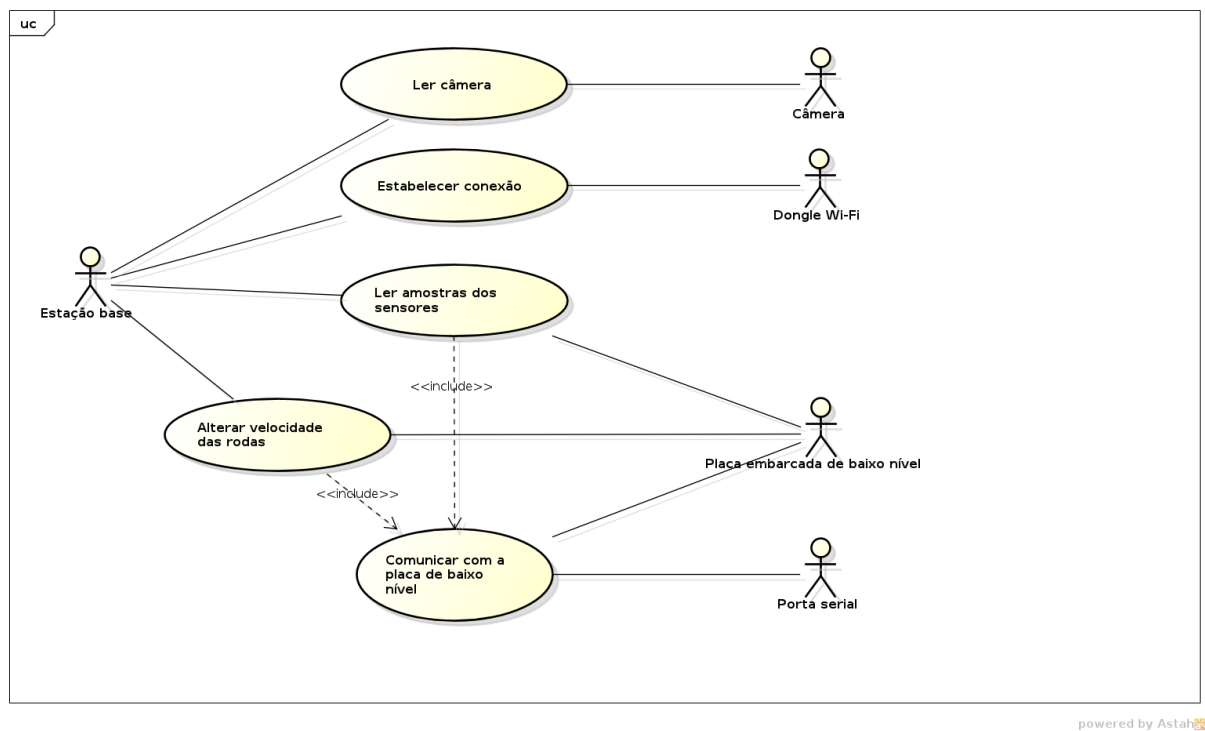 uc
Ler câmera
Câmera
Estabelecer conexão
Dongle Wi-Fi
Estação base
Ler amostras dos
sensores
<<include>>
Alterar velocidade
das rodas
Placa embarcada de baixo nível
<<include>>
Comunicar com a
placa de baixo
nível
Porta serial
powered by Astah